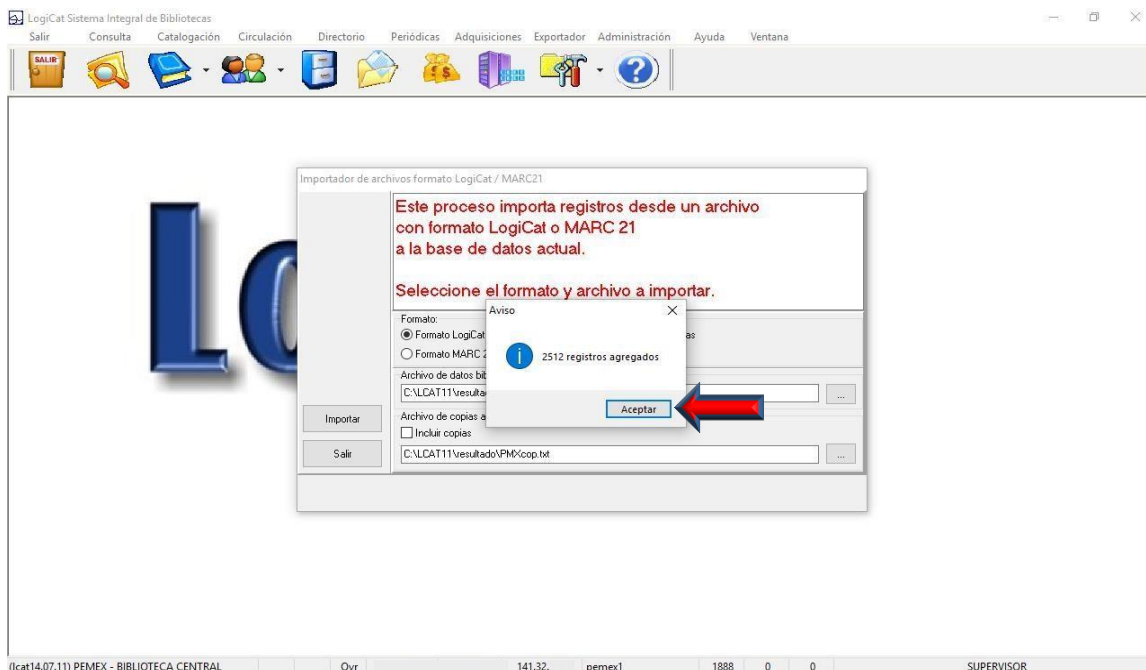 LogiCat Sistema Integral de Bibliotecas
Salir Consulta Catalogación Circulación Directorio Periódicas Adquisiciones Exportador Administración Ayuda Ventana
SALIR
Importador de archivos formato LogiCat / MARC21
Este proceso importa registros desde un archivo
con formato LogiCat o MARC 21
a la base de datos actual.
Seleccione el formato y archivo a importar.
Aviso
2512 registros agregados
Aceptar
Formato:
Formato LogiCat
Formato MARC
Archivo de datos
C:\LCAT11\
...
Archivo de copias
Incluir copias
C:\LCAT11\resultado\PMXcop.txt
...
Importar
Salir
(lcat14.07.11) PEMEX - BIBLIOTECA CENTRAL Ovr 141.32. pemex1 1888 0 0 SUPERVISOR